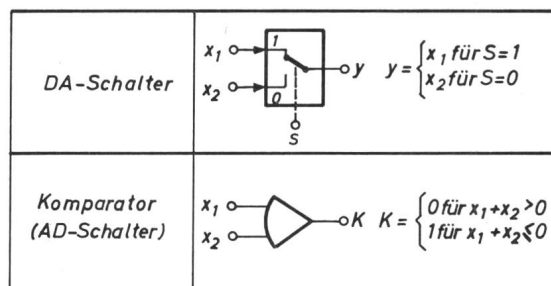 DA-Schalter
x₁
x₂
1
0
S
y
y = { x₁ für S=1
x₂ für S=0
Komparator
(AD-Schalter)
x₁
x₂
K
K = { 0 für x₁+x₂ >0
1 für x₁+x₂ ≤0